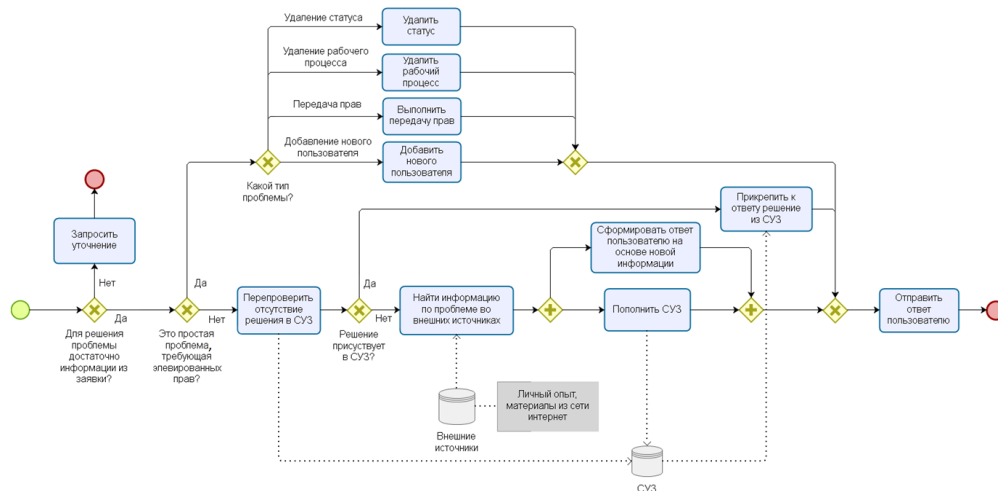 Удаление статуса
Удалить
статус
Удаление рабочего
процесса
Удалить
рабочий
процесс
Передача прав
Выполнить
передачу прав
Добавление нового
пользователя
Добавить
нового
пользователя
Какой тип
проблемы?
Прикрепить к
ответу решение
из СУЗ
Запросить
уточнение
Сформировать ответ
пользователю на
основе новой
информации
Нет
Да
Да
Да
Нет
Нет
Перепроверить
отсутствие
решения в СУЗ
Найти информацию
по проблеме во
внешних источниках
Пополнить СУЗ
Отправить
ответ
пользователю
Для решения
проблемы
достаточно
информации из
заявки?
Это простая
проблема,
требующая
элевированных
прав?
Решение
присуствует
в СУЗ?
Личный опыт,
материалы из сети
интернет
Внешние
источники
СУЗ